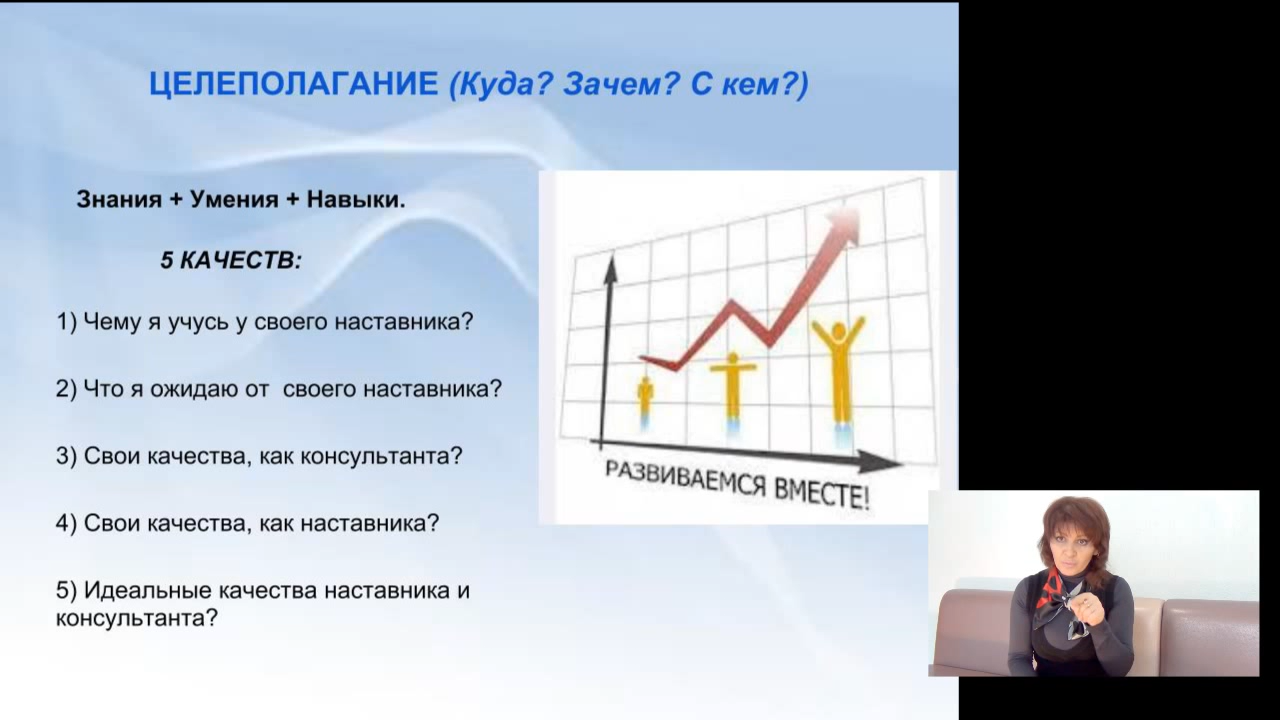 ЦЕЛЕПОЛАГАНИЕ (Куда? Зачем? С кем?)
Знания + Умения + Навыки.
5 КАЧЕСТВ:
1) Чему я учусь у своего наставника?
2) Что я ожидаю от  своего наставника?
3) Свои качества, как консультанта?
4) Свои качества, как наставника?
5) Идеальные качества наставника и
консультанта?
РАЗВИВАЕМСЯ ВМЕСТЕ!